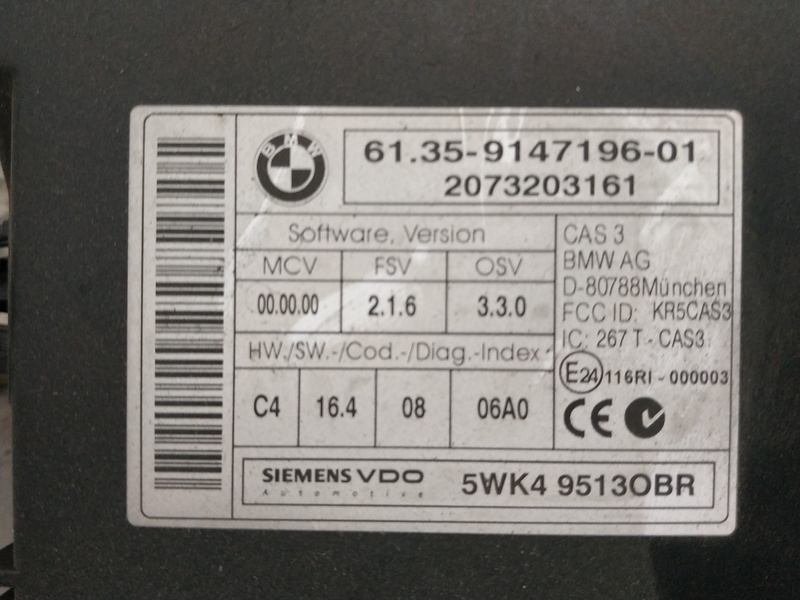 BMW
61.35-9147196-01
2073203161
Software, Version
MCV FSV OSV
00.00.00 2.1.6 3.3.0
HW./SW.-/Cod.-/Diag.-Index
C4 16.4 08 06A0
CAS 3
BMW AG
D-80788München
FCC ID: KR5CAS3
IC: 267 T - CAS3
E24 116RI - 000003
CE
SIEMENS VDO
Automotive
5WK4 9513OBR